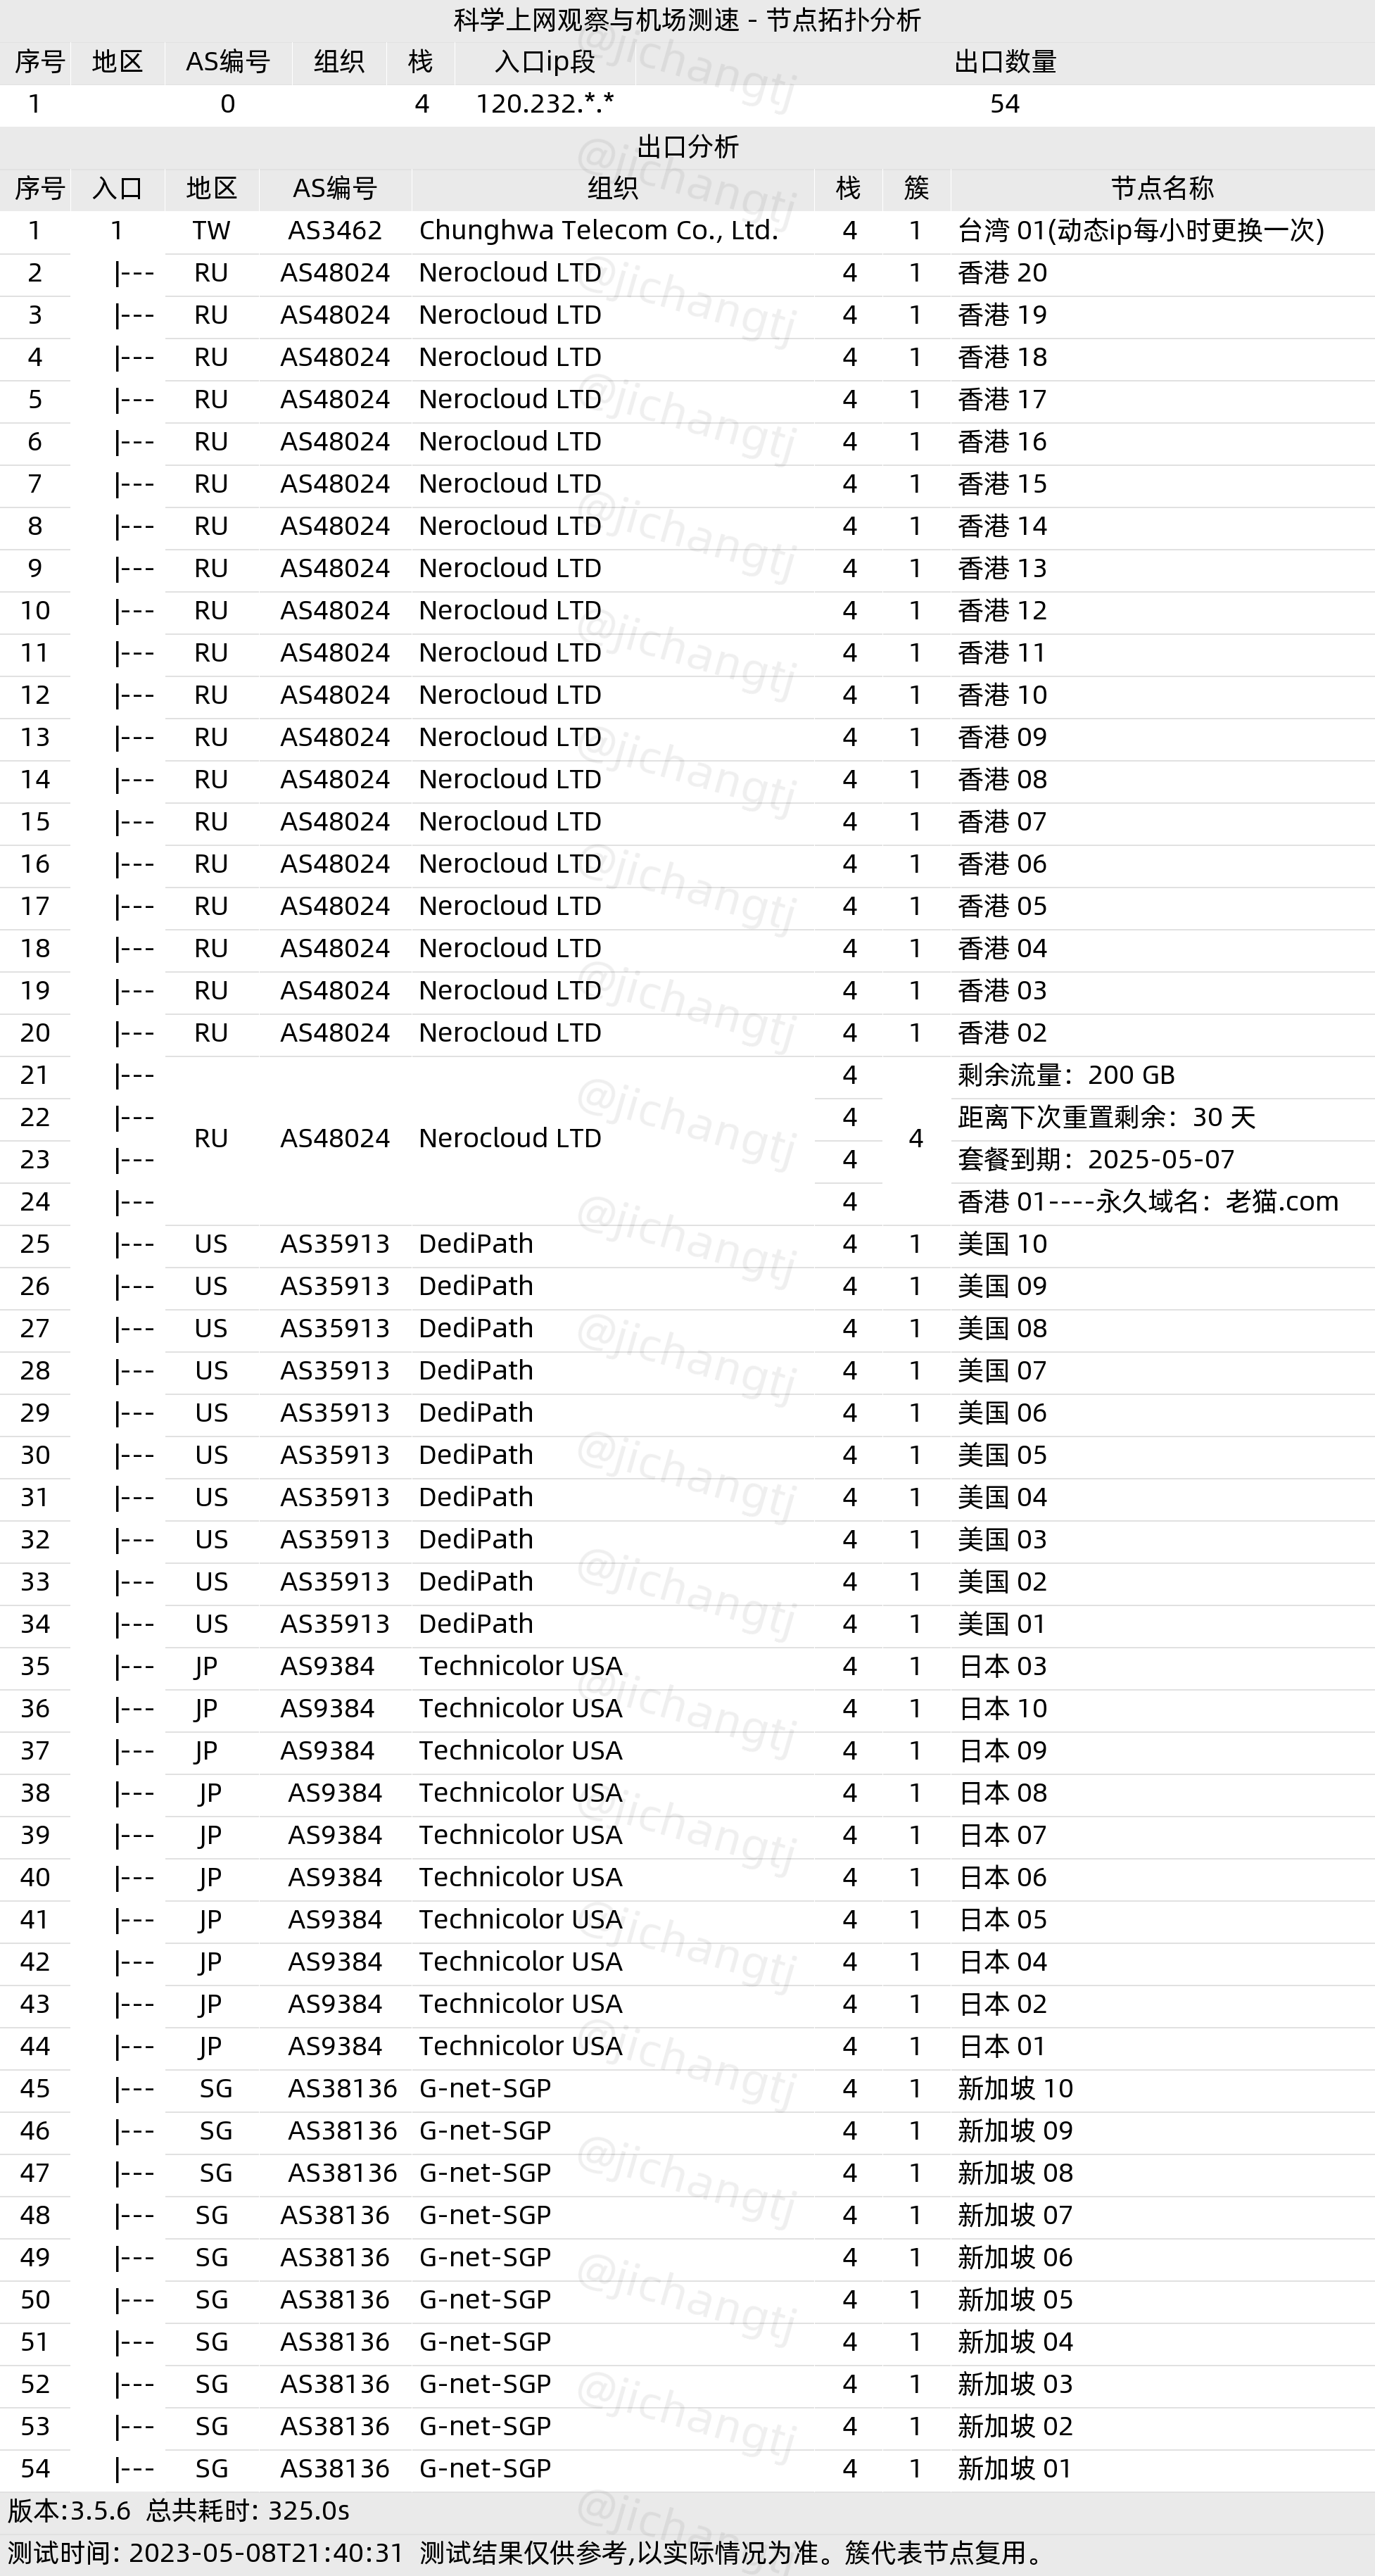 科学上网观察与机场测速 - 节点拓扑分析
序号 地区 AS编号 组织 栈 入口ip段 出口数量
1 0 4 120.232.*.* 54
出口分析
序号 入口 地区 AS编号 组织 栈 簇 节点名称
1 1 TW AS3462 Chunghwa Telecom Co., Ltd. 4 1 台湾 01(动态ip每小时更换一次)
2 |--- RU AS48024 Nerocloud LTD 4 1 香港 20
3 |--- RU AS48024 Nerocloud LTD 4 1 香港 19
4 |--- RU AS48024 Nerocloud LTD 4 1 香港 18
5 |--- RU AS48024 Nerocloud LTD 4 1 香港 17
6 |--- RU AS48024 Nerocloud LTD 4 1 香港 16
7 |--- RU AS48024 Nerocloud LTD 4 1 香港 15
8 |--- RU AS48024 Nerocloud LTD 4 1 香港 14
9 |--- RU AS48024 Nerocloud LTD 4 1 香港 13
10 |--- RU AS48024 Nerocloud LTD 4 1 香港 12
11 |--- RU AS48024 Nerocloud LTD 4 1 香港 11
12 |--- RU AS48024 Nerocloud LTD 4 1 香港 10
13 |--- RU AS48024 Nerocloud LTD 4 1 香港 09
14 |--- RU AS48024 Nerocloud LTD 4 1 香港 08
15 |--- RU AS48024 Nerocloud LTD 4 1 香港 07
16 |--- RU AS48024 Nerocloud LTD 4 1 香港 06
17 |--- RU AS48024 Nerocloud LTD 4 1 香港 05
18 |--- RU AS48024 Nerocloud LTD 4 1 香港 04
19 |--- RU AS48024 Nerocloud LTD 4 1 香港 03
20 |--- RU AS48024 Nerocloud LTD 4 1 香港 02
21 |--- 4 剩余流量：200 GB
22 |--- 4 距离下次重置剩余：30 天
RU AS48024 Nerocloud LTD 4
23 |--- 4 套餐到期：2025-05-07
24 |--- 4 香港 01----永久域名：老猫.com
25 |--- US AS35913 DediPath 4 1 美国 10
26 |--- US AS35913 DediPath 4 1 美国 09
27 |--- US AS35913 DediPath 4 1 美国 08
28 |--- US AS35913 DediPath 4 1 美国 07
29 |--- US AS35913 DediPath 4 1 美国 06
30 |--- US AS35913 DediPath 4 1 美国 05
31 |--- US AS35913 DediPath 4 1 美国 04
32 |--- US AS35913 DediPath 4 1 美国 03
33 |--- US AS35913 DediPath 4 1 美国 02
34 |--- US AS35913 DediPath 4 1 美国 01
35 |--- JP AS9384 Technicolor USA 4 1 日本 03
36 |--- JP AS9384 Technicolor USA 4 1 日本 10
37 |--- JP AS9384 Technicolor USA 4 1 日本 09
38 |--- JP AS9384 Technicolor USA 4 1 日本 08
39 |--- JP AS9384 Technicolor USA 4 1 日本 07
40 |--- JP AS9384 Technicolor USA 4 1 日本 06
41 |--- JP AS9384 Technicolor USA 4 1 日本 05
42 |--- JP AS9384 Technicolor USA 4 1 日本 04
43 |--- JP AS9384 Technicolor USA 4 1 日本 02
44 |--- JP AS9384 Technicolor USA 4 1 日本 01
45 |--- SG AS38136 G-net-SGP 4 1 新加坡 10
46 |--- SG AS38136 G-net-SGP 4 1 新加坡 09
47 |--- SG AS38136 G-net-SGP 4 1 新加坡 08
48 |--- SG AS38136 G-net-SGP 4 1 新加坡 07
49 |--- SG AS38136 G-net-SGP 4 1 新加坡 06
50 |--- SG AS38136 G-net-SGP 4 1 新加坡 05
51 |--- SG AS38136 G-net-SGP 4 1 新加坡 04
52 |--- SG AS38136 G-net-SGP 4 1 新加坡 03
53 |--- SG AS38136 G-net-SGP 4 1 新加坡 02
54 |--- SG AS38136 G-net-SGP 4 1 新加坡 01
版本:3.5.6 总共耗时: 325.0s
测试时间: 2023-05-08T21:40:31 测试结果仅供参考,以实际情况为准。簇代表节点复用。
@jichangtj